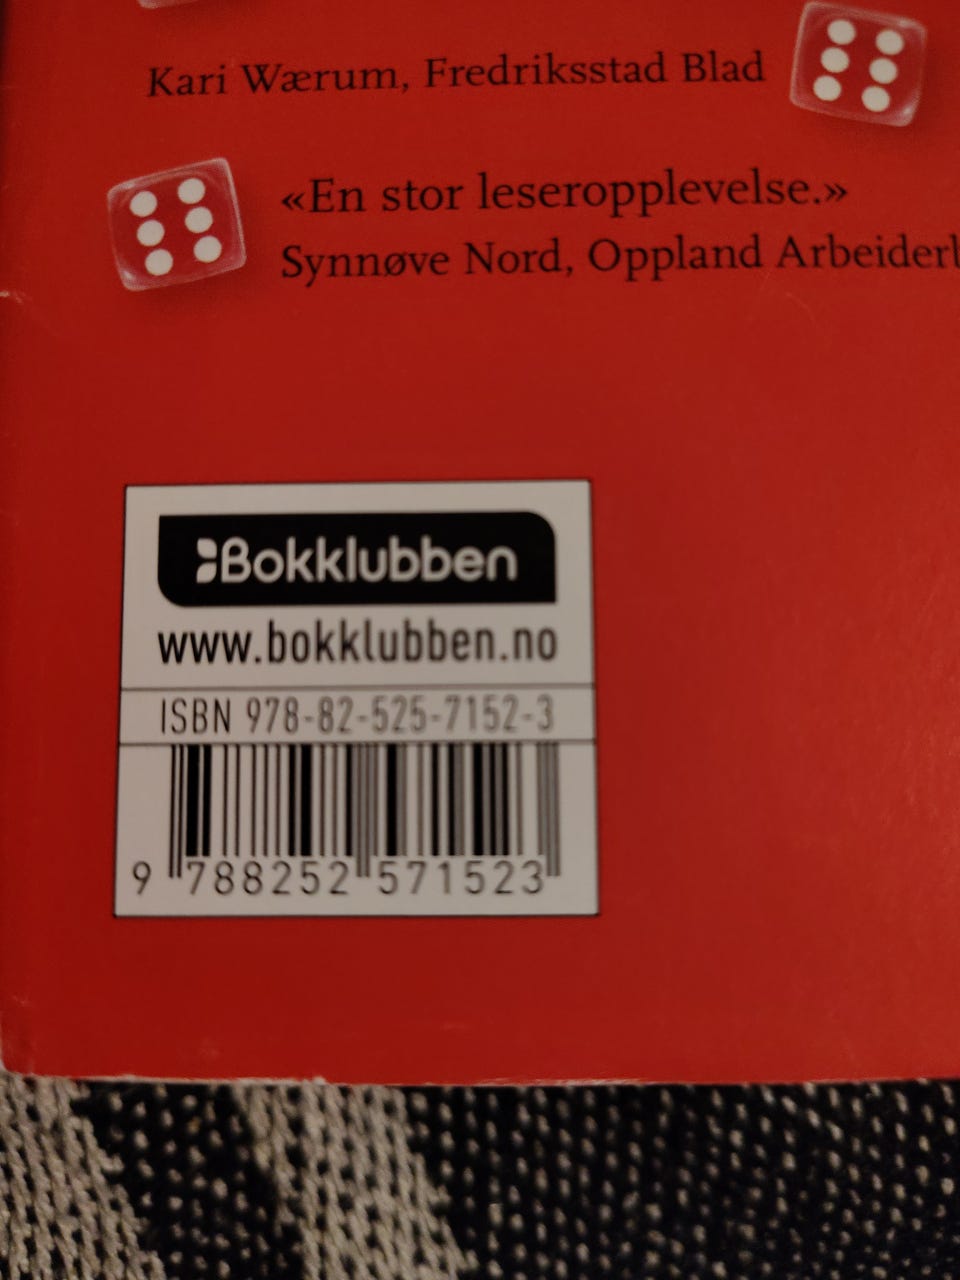 Kari Wærum, Fredriksstad Blad
«En stor leseropplevelse.»
Synnøve Nord, Oppland
Bokklubben
www.bokklubben.no
ISBN 978-82-525-7152-3
9 788252 571523